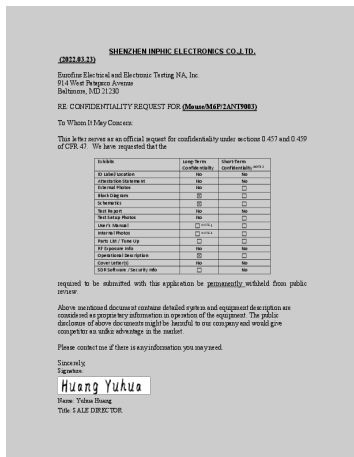 SHENZHEN INPHIC ELECTRONICS CO.,LTD.
(2022.03.23)
Eurofins Electrical and Electronic Testing NA, Inc.
914 West Patapsco Avenue
Baltimore, MD 21230
RE: CONFIDENTIALITY REQUEST FOR (Mouse/M6P/2ANT9003)
To Whom It May Concern:
This letter serves as an official request for confidentiality under sections 0.457 and 0.459
of CFR 47. We have requested that the
Exhibits Long-Term Confidentiality Short-Term Confidentiality
ID Label/Location No No
Attestation Statement No No
External Photos No ☐
Block Diagram ☒ ☐
Schematics ☒ ☐
Test Report No No
Test Setup Photos No ☐
User's Manual ☐ ☐
Internal Photos ☐ ☐
Parts List / Tune Up ☐ ☐
RF Exposure Info No No
Operational Description ☒ ☐
Cover Letter(s) No No
SDR Software / Security Info ☐ No
required to be submitted with this application be permanently withheld from public
review.
Above mentioned document contains detailed system and equipment description are
considered as proprietary information in operation of the equipment. The public
disclosure of above documents might be harmful to our company and would give
competitor an unfair advantage in the market.
Please contact me if there is any information you may need.
Sincerely,
Signature:
Huang Yuhua
Name: Yuhua Huang
Title: SALE DIRECTOR